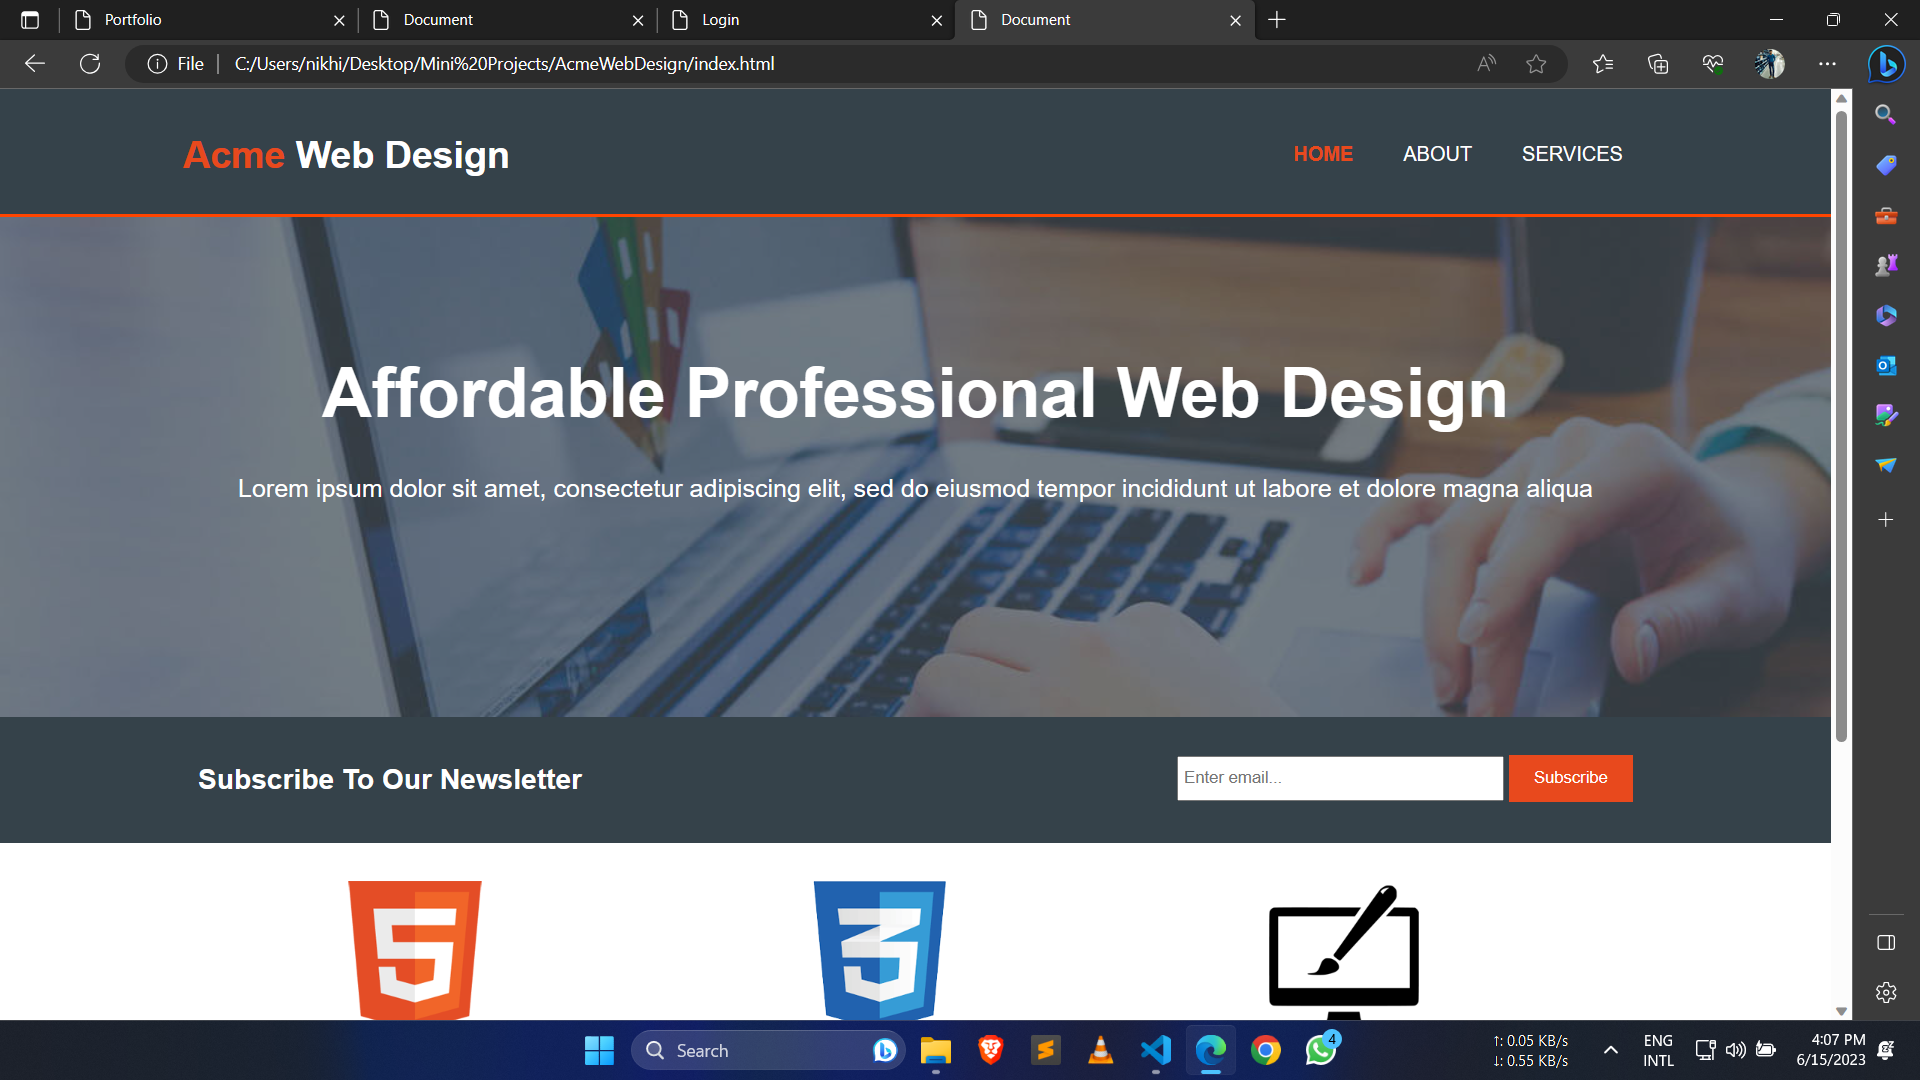 Portfolio
Document
Login
Document
File
C:/Users/nikhi/Desktop/Mini%20Projects/AcmeWebDesign/index.html
Acme Web Design
HOME ABOUT SERVICES
Affordable Professional Web Design
Lorem ipsum dolor sit amet, consectetur adipiscing elit, sed do eiusmod tempor incididunt ut labore et dolore magna aliqua
Subscribe To Our Newsletter
Enter email...
Subscribe
5
3
Search
4
↑: 0.05 KB/s
↓: 0.55 KB/s
ENG
INTL
4:07 PM
6/15/2023